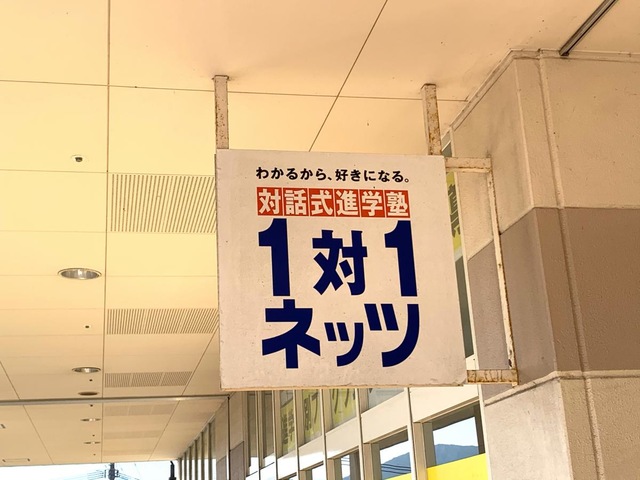 わかるから、好きになる。
対話式進学塾
1対1
ネッツ